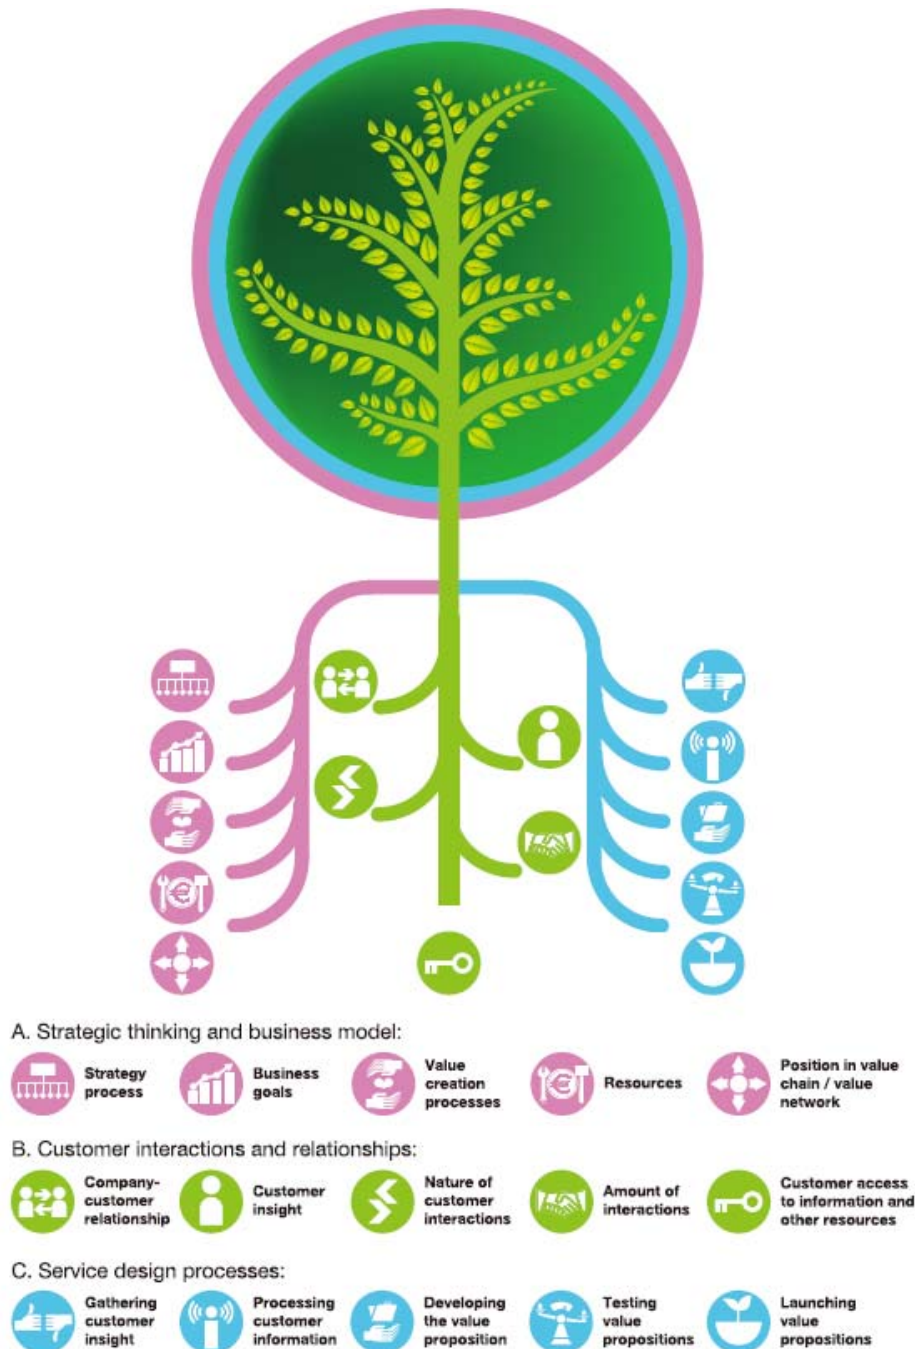 A. Strategic thinking and business model:
Strategy
process
Business
goals
Value
creation
processes
Resources
Position in value
chain / value
network
B. Customer interactions and relationships:
Company-
customer
relationship
Customer
insight
Nature of
customer
interactions
Amount of
interactions
Customer access
to information and
other resources
C. Service design processes:
Gathering
customer
insight
Processing
customer
information
Developing
the value
proposition
Testing
value
propositions
Launching
value
propositions